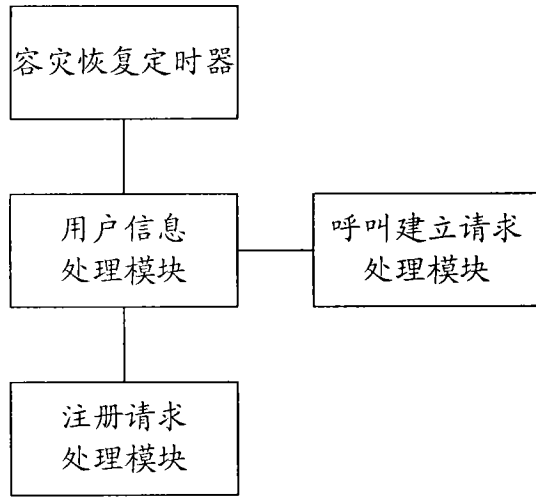 容灾恢复定时器
用户信息
处理模块
呼叫建立请求
处理模块
注册请求
处理模块